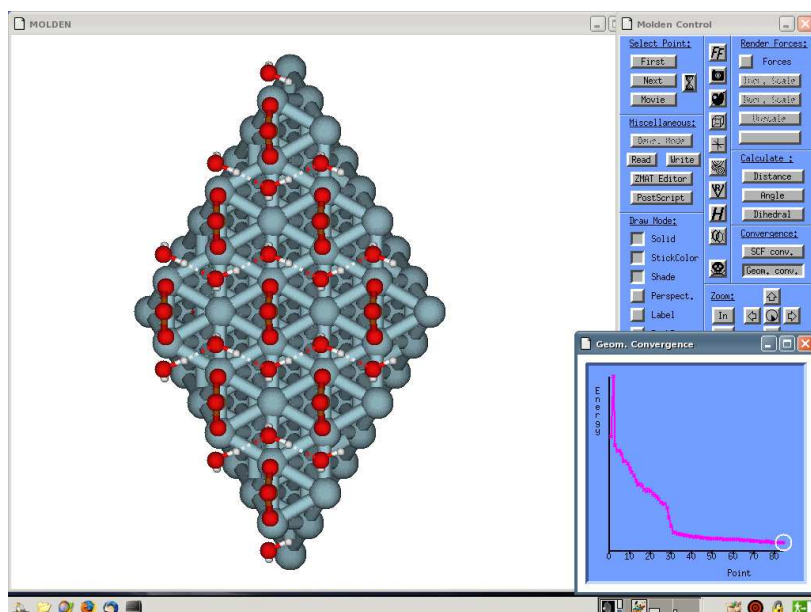 MOLDEN
Molden Control
Select Point:
First
Next
Movie
Miscellaneous:
Read
Write
ZMAT Editor
PostScript
Draw Mode:
Solid
StickColor
Shade
Perspect.
Label
FF
H
Render Forces:
Forces
Calculate :
Distance
Angle
Dihedral
Convergence:
SCF conv.
Geom. conv.
Zoom:
In
Geom. Convergence
Energy
0 10 20 30 40 50 60 70 80
Point